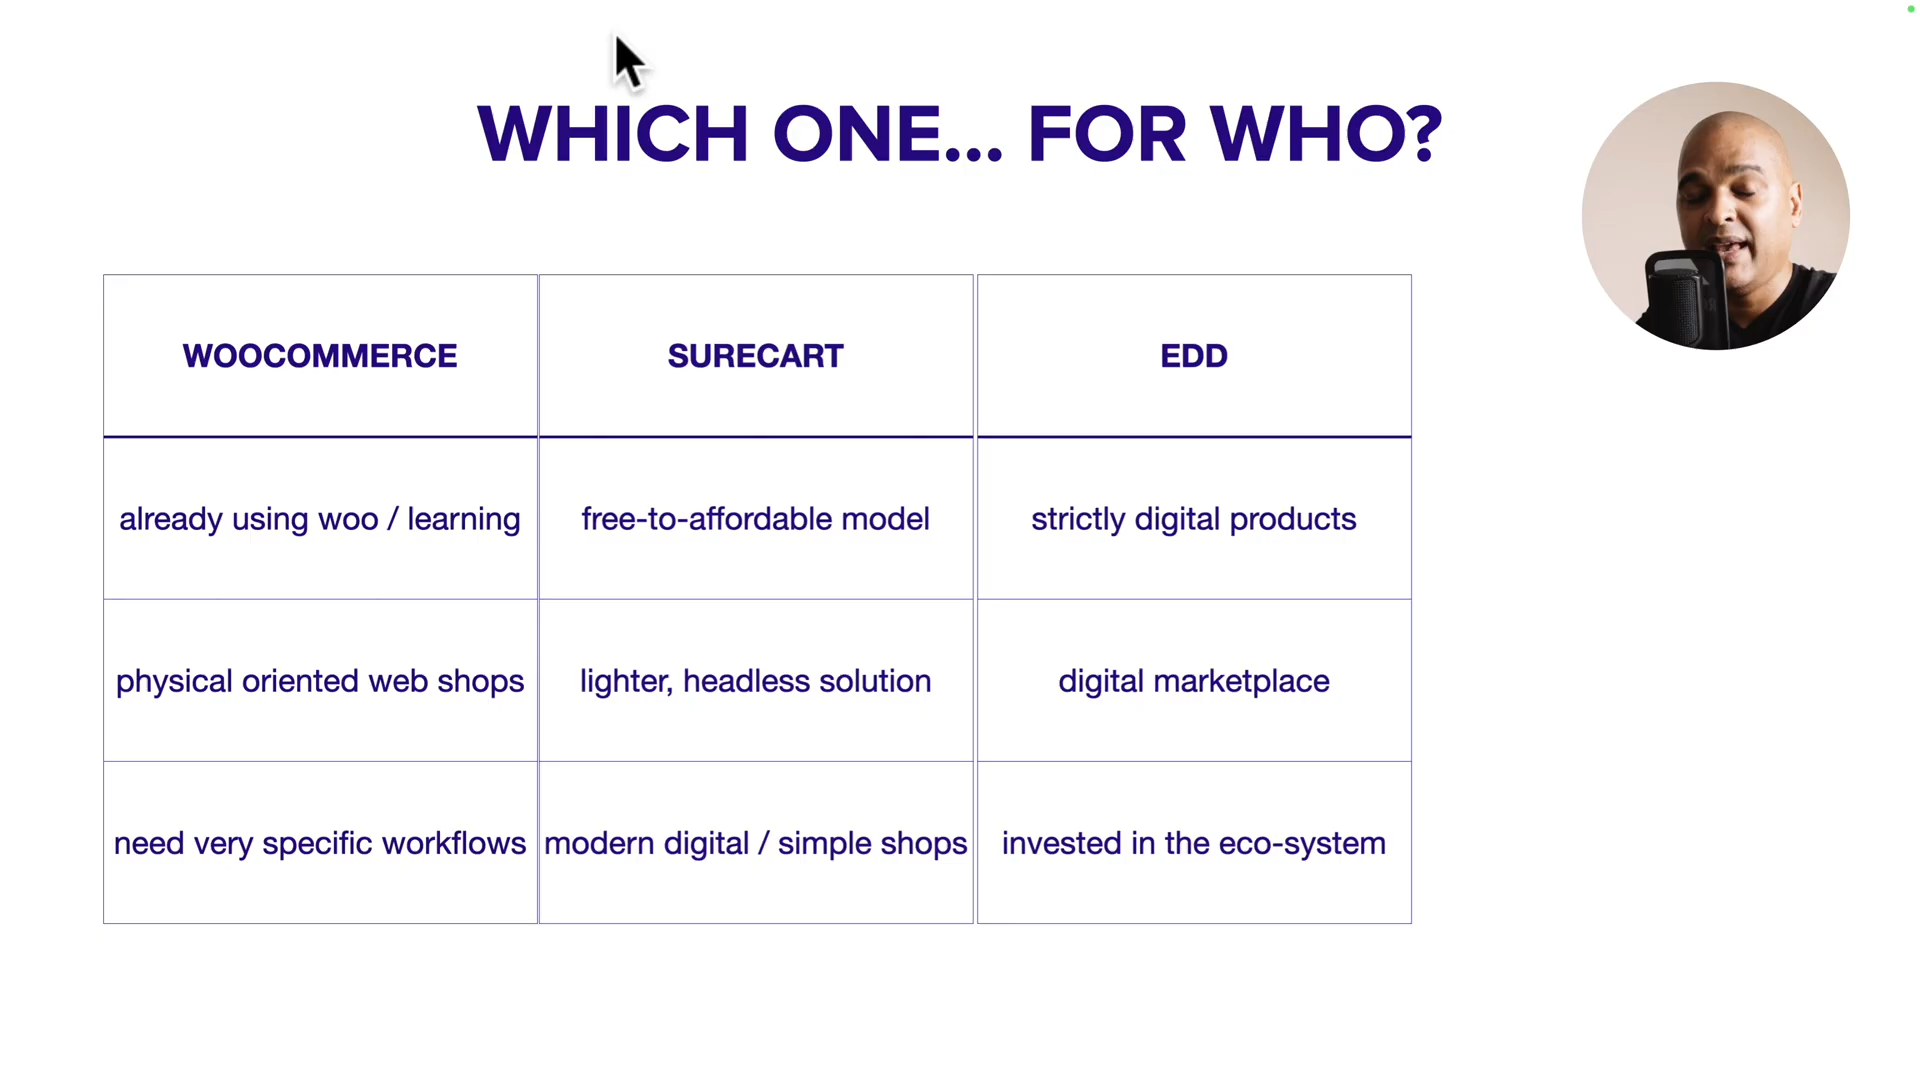 WHICH ONE... FOR WHO?
WOOCOMMERCE
SURECART
EDD
already using woo / learning
free-to-affordable model
strictly digital products
physical oriented web shops
lighter, headless solution
digital marketplace
need very specific workflows
modern digital / simple shops
invested in the eco-system